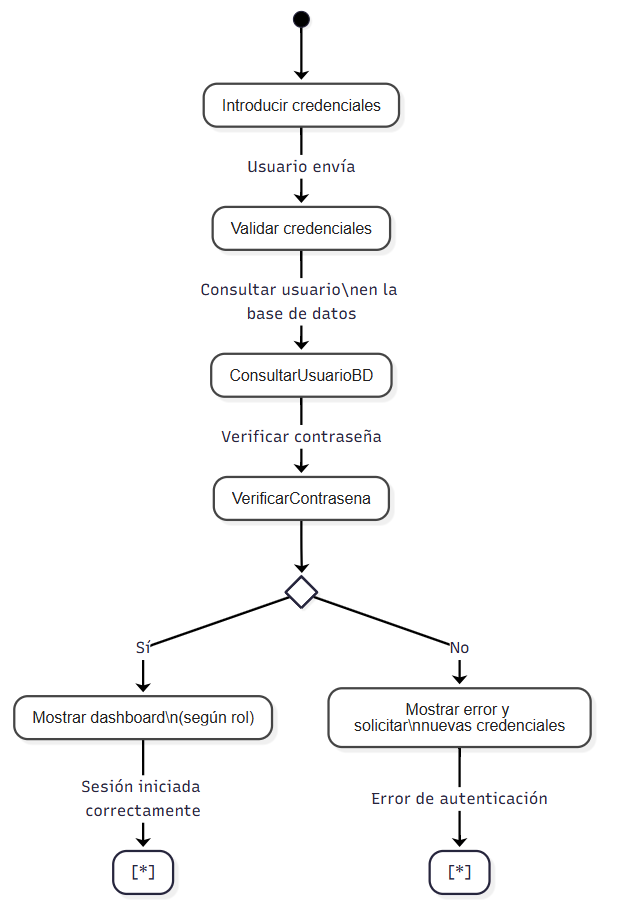 Introducir credenciales
Usuario envía
Validar credenciales
Consultar usuario\nen la
base de datos
ConsultarUsuarioBD
Verificar contraseña
VerificarContrasena
Sí
No
Mostrar dashboard\n(según rol)
Mostrar error y
solicitar\nnuevas credenciales
Sesión iniciada
correctamente
Error de autenticación
[*]
[*]